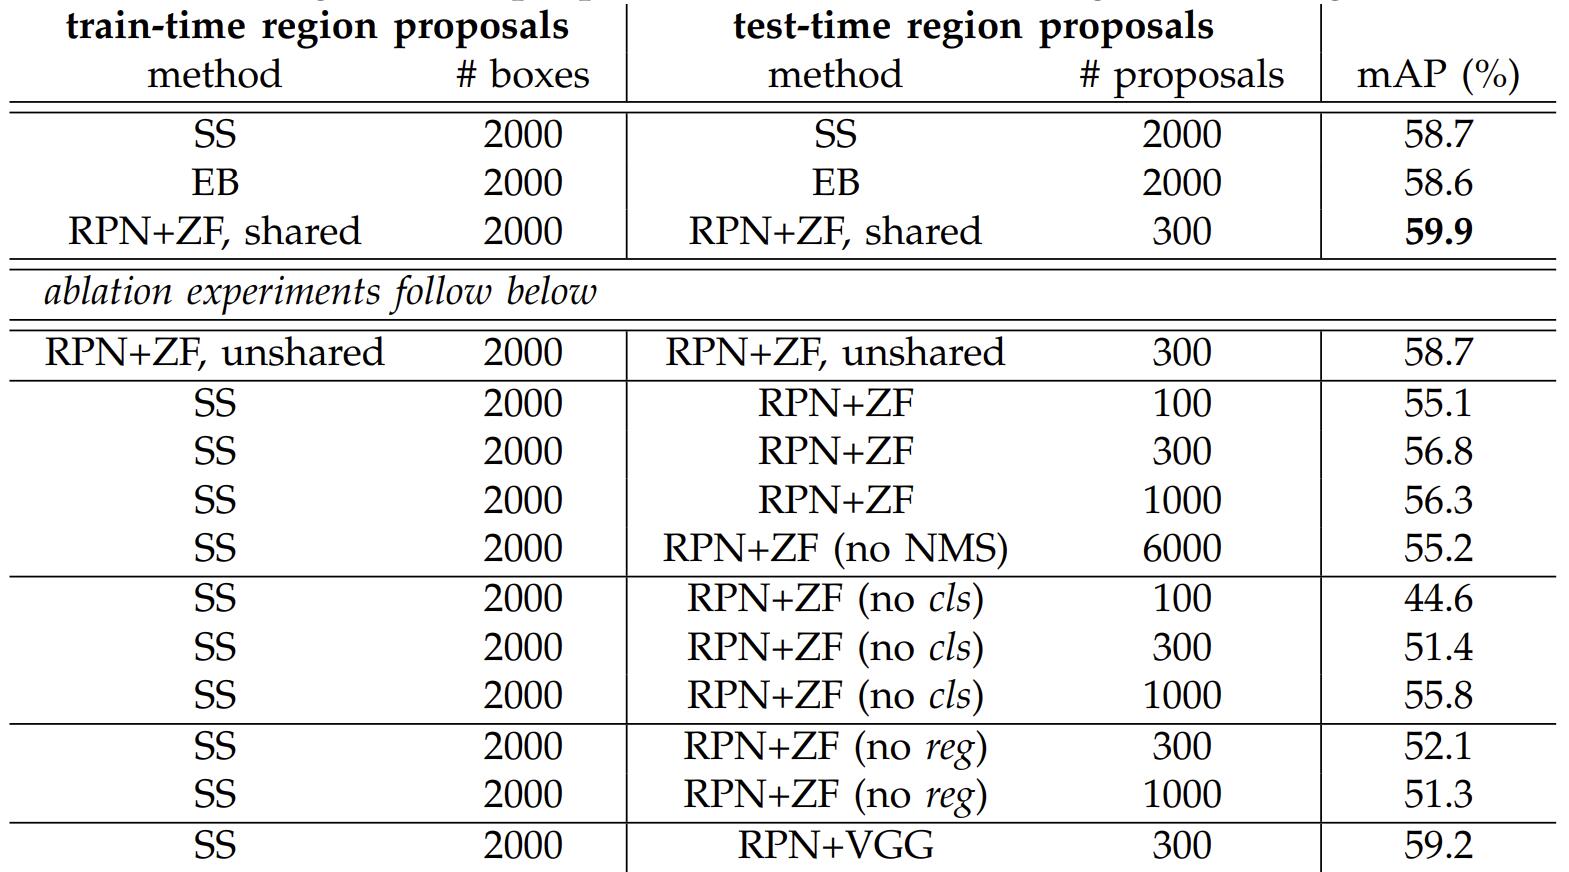 train-time region proposals test-time region proposals
method # boxes method # proposals mAP (%)
SS 2000 SS 2000 58.7
EB 2000 EB 2000 58.6
RPN+ZF, shared 2000 RPN+ZF, shared 300 59.9
ablation experiments follow below
RPN+ZF, unshared 2000 RPN+ZF, unshared 300 58.7
SS 2000 RPN+ZF 100 55.1
SS 2000 RPN+ZF 300 56.8
SS 2000 RPN+ZF 1000 56.3
SS 2000 RPN+ZF (no NMS) 6000 55.2
SS 2000 RPN+ZF (no cls) 100 44.6
SS 2000 RPN+ZF (no cls) 300 51.4
SS 2000 RPN+ZF (no cls) 1000 55.8
SS 2000 RPN+ZF (no reg) 300 52.1
SS 2000 RPN+ZF (no reg) 1000 51.3
SS 2000 RPN+VGG 300 59.2